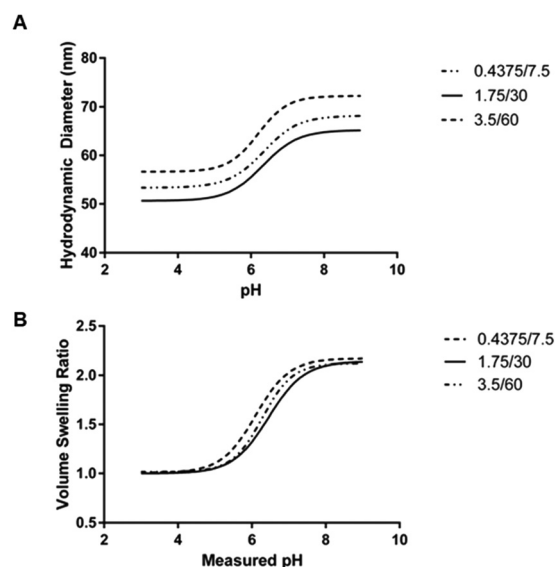 A
Hydrodynamic Diameter (nm)
80
70
60
50
40
2 4 6 8 10
pH
0.4375/7.5
1.75/30
3.5/60
B
Volume Swelling Ratio
2.5
2.0
1.5
1.0
0.5
2 4 6 8 10
Measured pH
0.4375/7.5
1.75/30
3.5/60